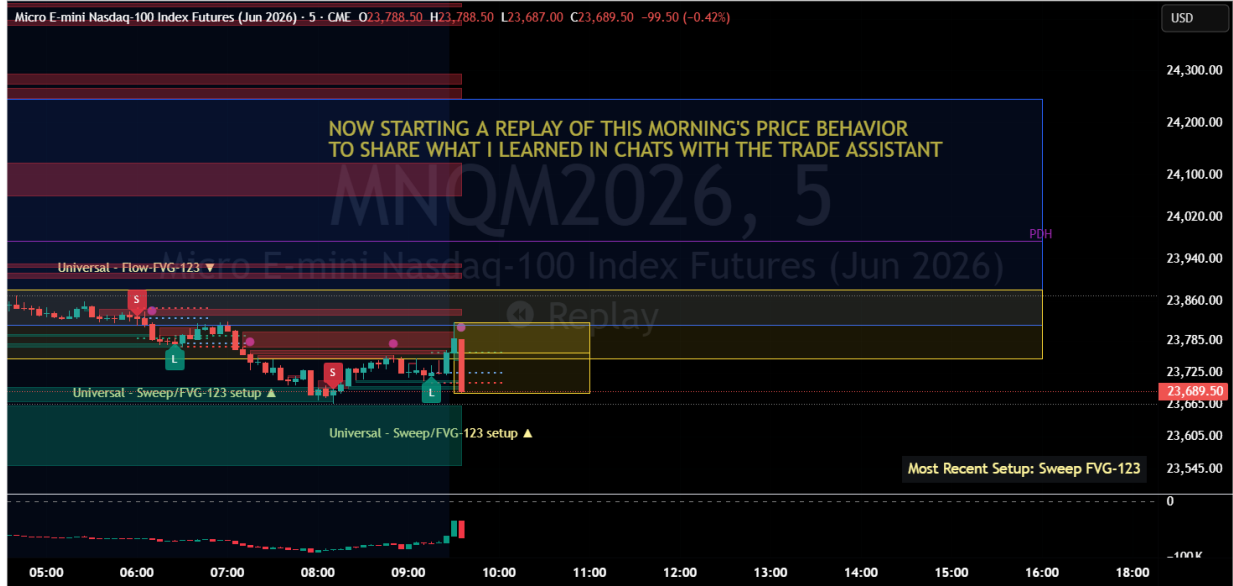 Micro E-mini Nasdaq-100 Index Futures (Jun 2026) · 5 · CME O23,788.50 H23,788.50 L23,687.00 C23,689.50 −99.50 (−0.42%)
USD
24,300.00
NOW STARTING A REPLAY OF THIS MORNING'S PRICE BEHAVIOR
TO SHARE WHAT I LEARNED IN CHATS WITH THE TRADE ASSISTANT
24,200.00
24,100.00
MNQM2026, 5
24,020.00
PDH
Micro E-mini Nasdaq-100 Index Futures (Jun 2026)
Universal - Flow-FVG-123 ▼
23,940.00
S
23,860.00
Replay
23,785.00
L
S
23,725.00
Universal - Sweep/FVG-123 setup ▲
L
23,689.50
23,665.00
Universal - Sweep/FVG-123 setup ▲
23,605.00
Most Recent Setup: Sweep FVG-123
23,545.00
0
−100 K
05:00 06:00 07:00 08:00 09:00 10:00 11:00 12:00 13:00 14:00 15:00 16:00 17:00 18:00